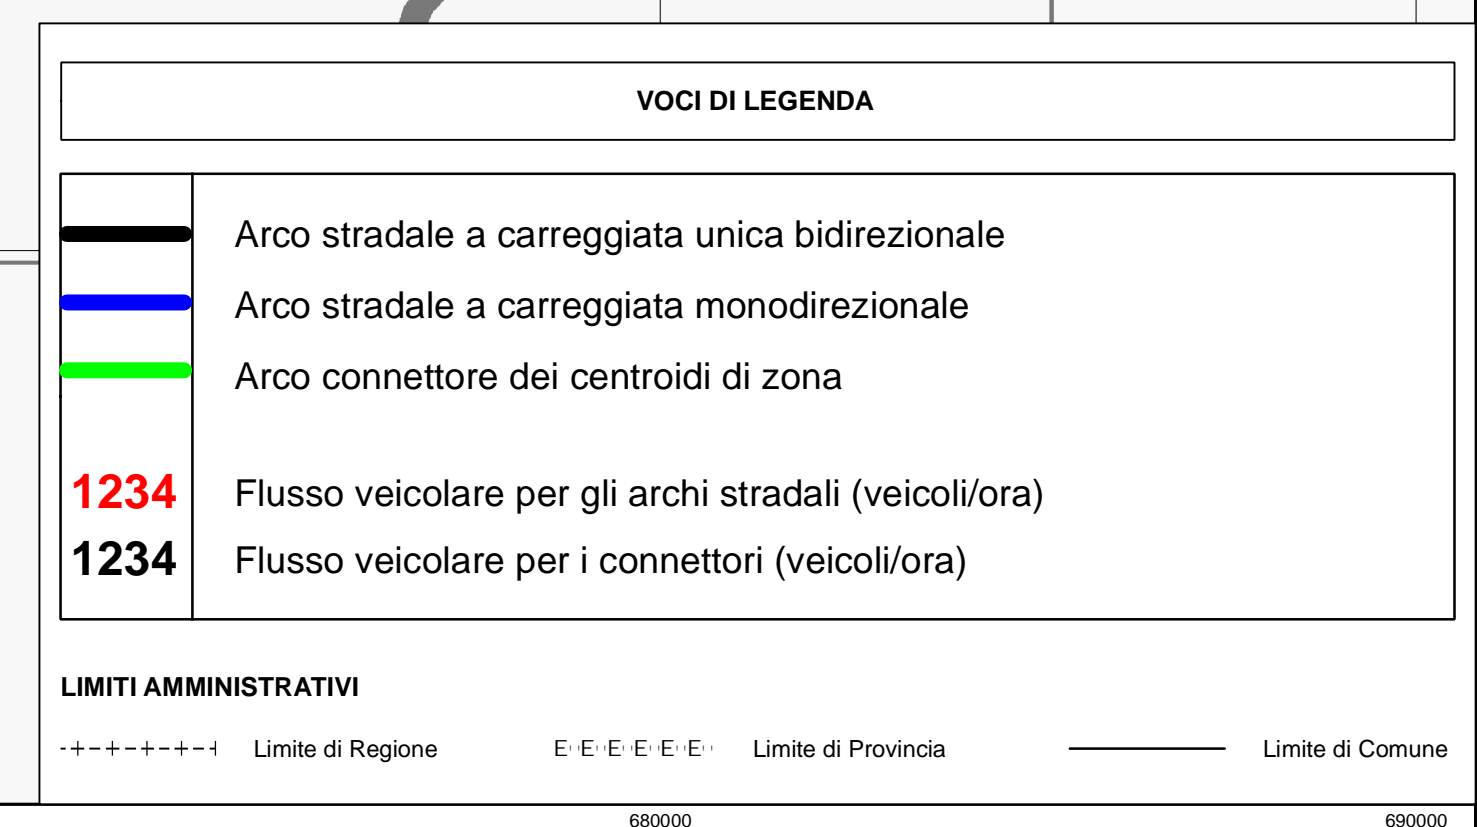 VOCI DI LEGENDA
Arco stradale a carreggiata unica bidirezionale
Arco stradale a carreggiata monodirezionale
Arco connettore dei centroidi di zona
1234 Flusso veicolare per gli archi stradali (veicoli/ora)
1234 Flusso veicolare per i connettori (veicoli/ora)
LIMITI AMMINISTRATIVI
Limite di Regione E E E E E E Limite di Provincia Limite di Comune
680000 690000